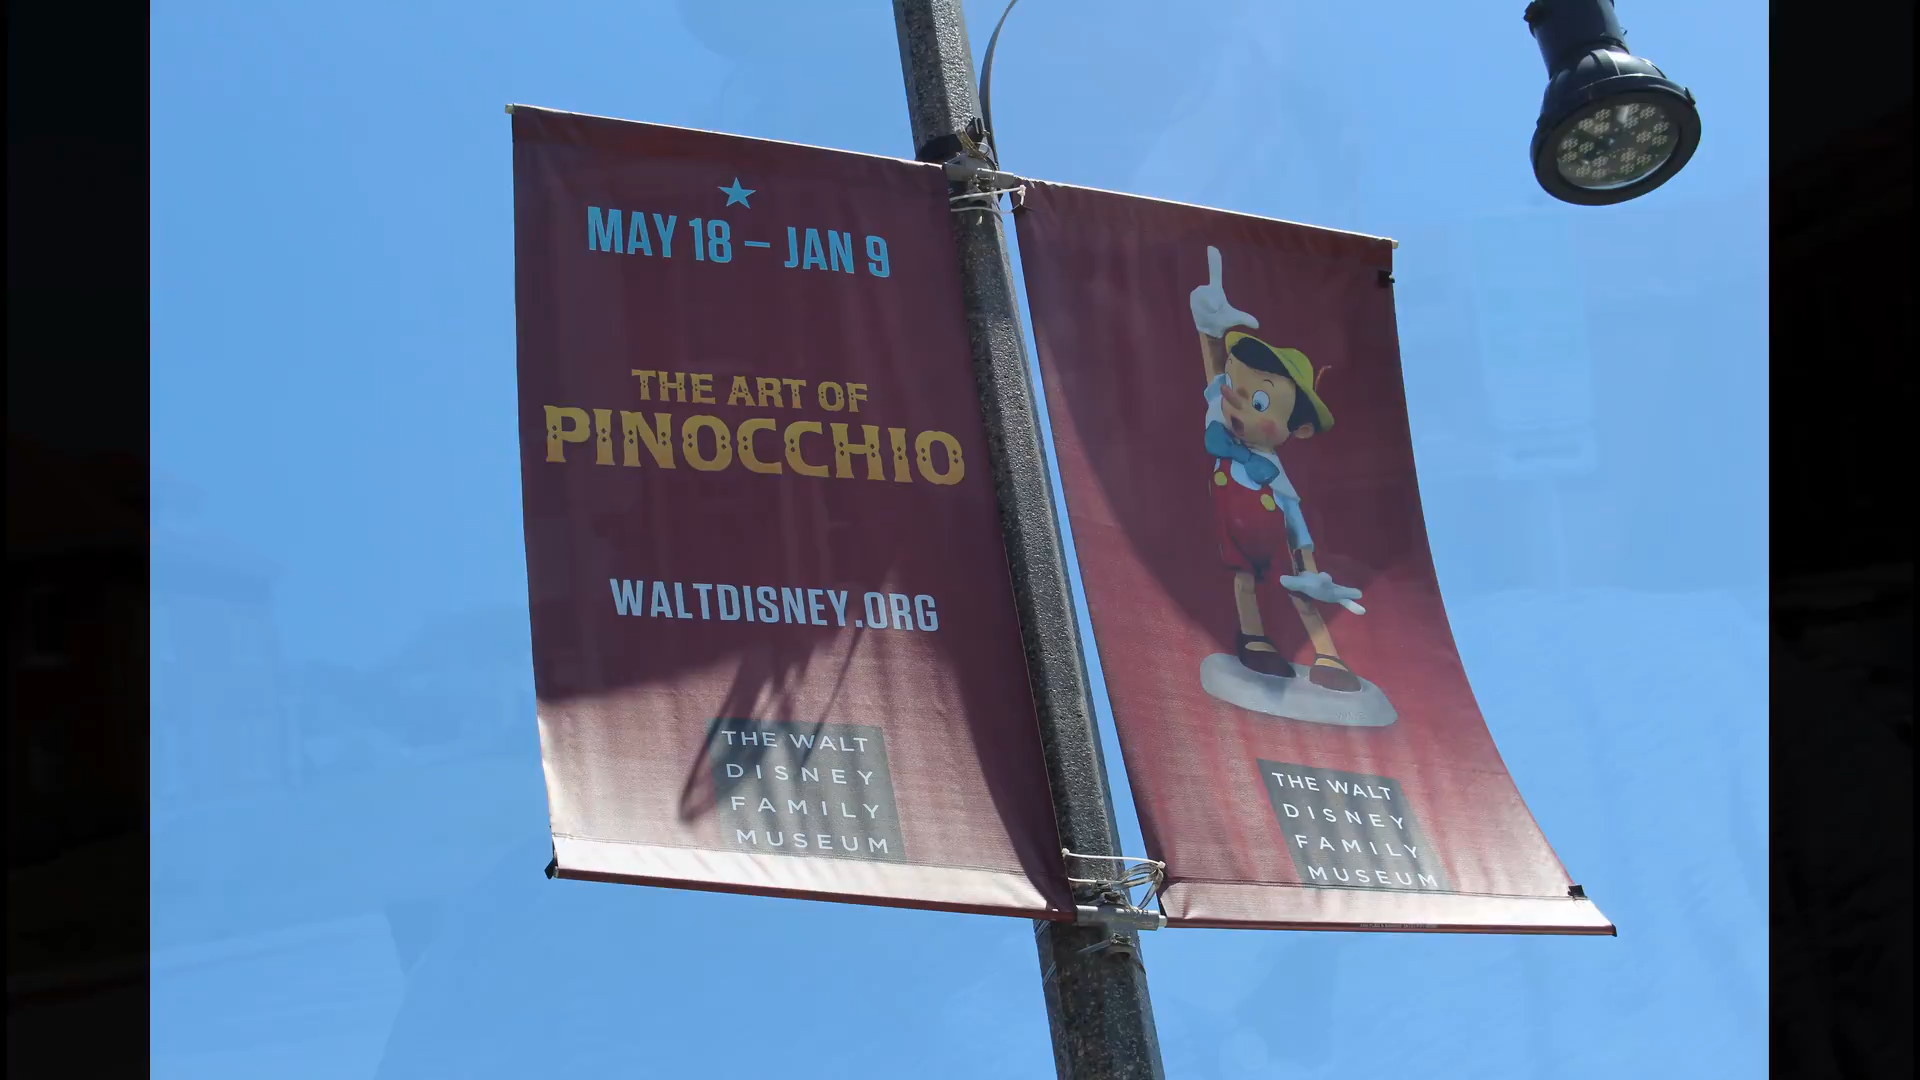 MAY 18 – JAN 9
THE ART OF
PINOCCHIO
WALTDISNEY.ORG
THE WALT
DISNEY
FAMILY
MUSEUM
THE WALT
DISNEY
FAMILY
MUSEUM